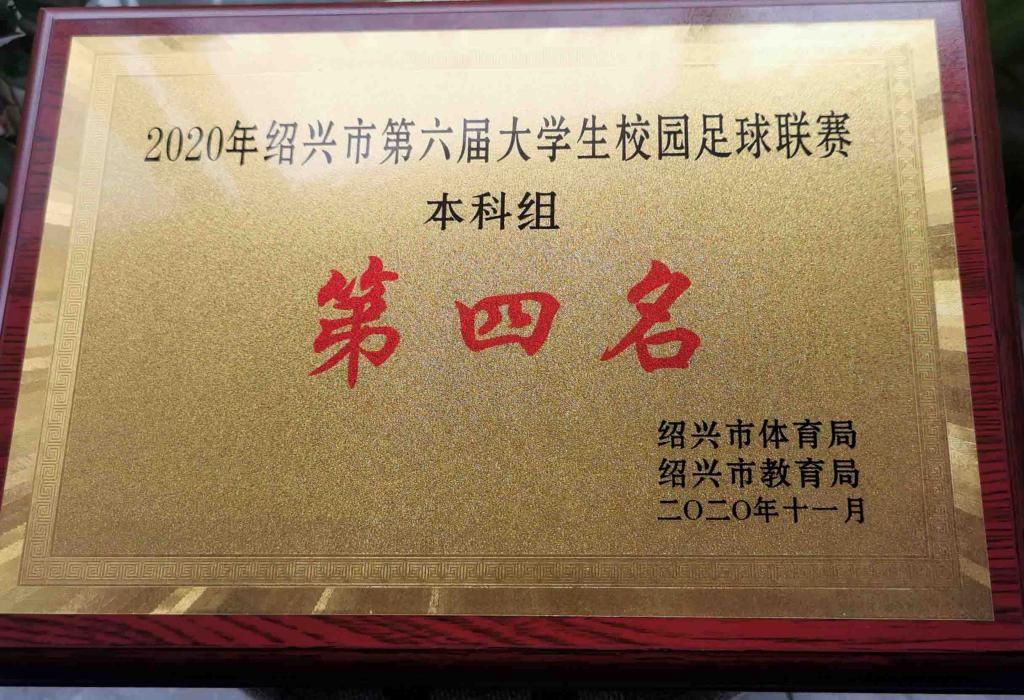 2020年绍兴市第六届大学生校园足球联赛
本科组
第四名
绍兴市体育局
绍兴市教育局
二〇二〇年十一月